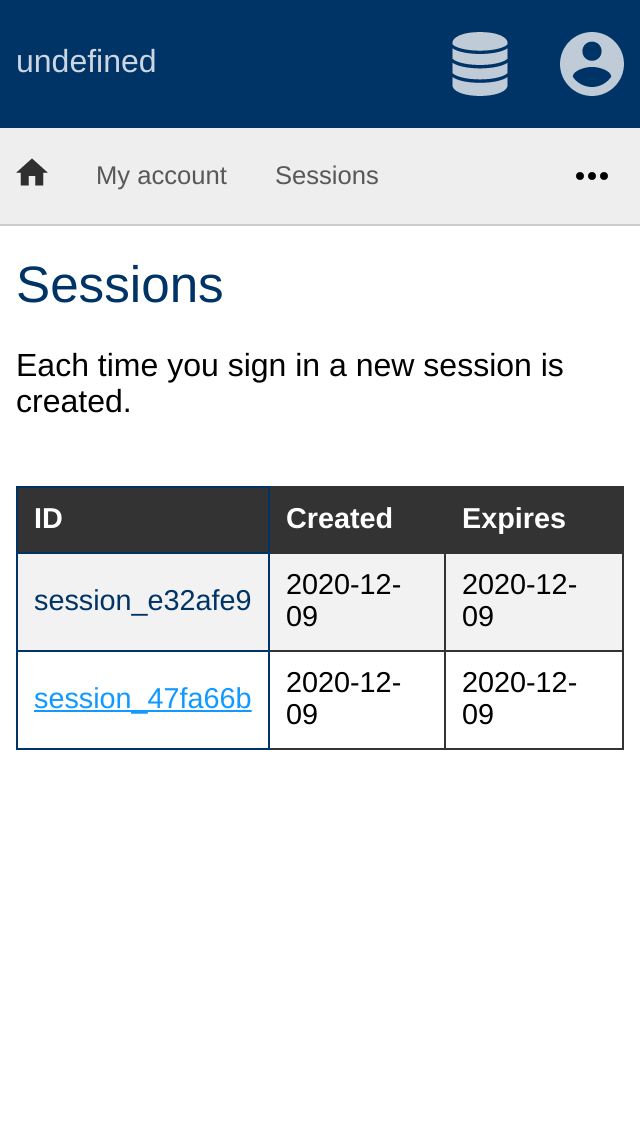 undefined
My account Sessions
Sessions
Each time you sign in a new session is
created.
ID Created Expires
session_e32afe9 2020-12-
09 2020-12-
09
session_47fa66b 2020-12-
09 2020-12-
09